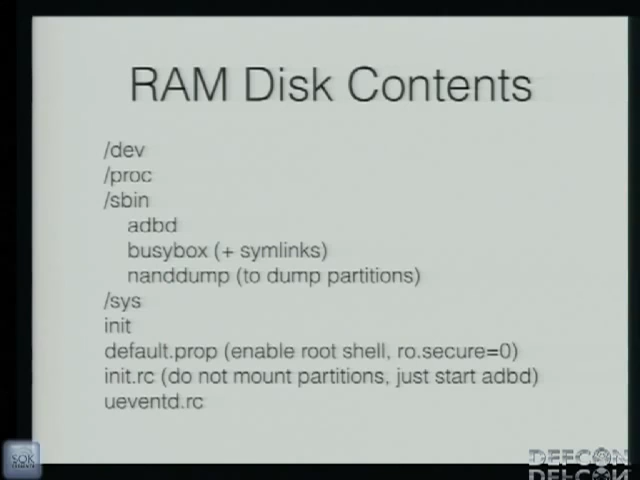 RAM Disk Contents
/dev
/proc
/sbin
adbd
busybox (+ symlinks)
nanddump (to dump partitions)
/sys
init
default.prop (enable root shell, ro.secure=0)
init.rc (do not mount partitions, just start adbd)
ueventd.rc
SOK
DEFCON